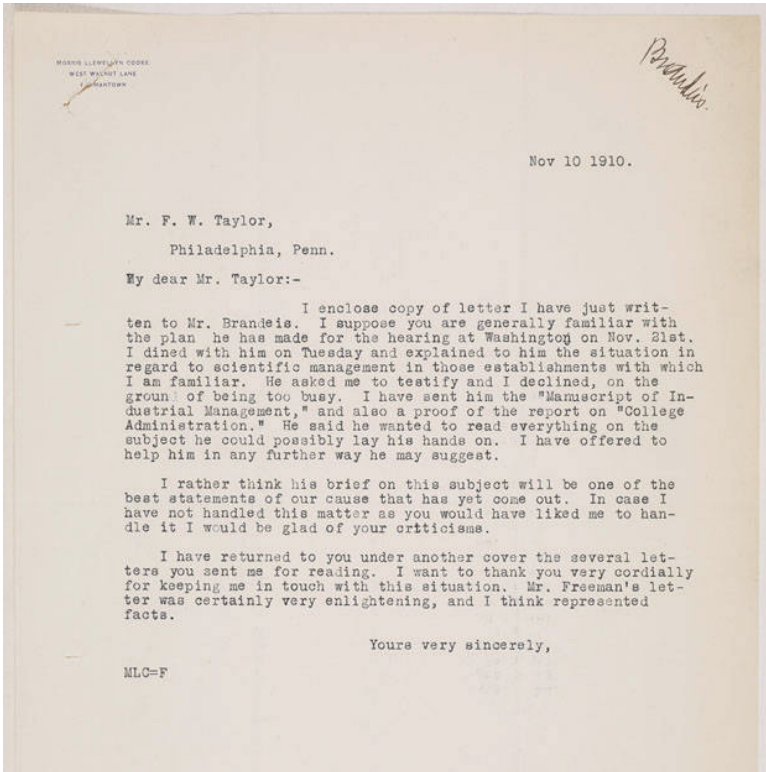 MORRIS LLEWELLYN COOKE
WEST WALNUT LANE
GERMANTOWN
Brandeis.
Nov 10 1910.
Mr. F. W. Taylor,
Philadelphia, Penn.
My dear Mr. Taylor:-
I enclose copy of letter I have just writ-
ten to Mr. Brandeis. I suppose you are generally familiar with
the plan he has made for the hearing at Washington on Nov. 21st.
I dined with him on Tuesday and explained to him the situation in
regard to scientific management in those establishments with which
I am familiar. He asked me to testify and I declined, on the
ground of being too busy. I have sent him the "Manuscript of In-
dustrial Management," and also a proof of the report on "College
Administration." He said he wanted to read everything on the
subject he could possibly lay his hands on. I have offered to
help him in any further way he may suggest.
I rather think his brief on this subject will be one of the
best statements of our cause that has yet come out. In case I
have not handled this matter as you would have liked me to han-
dle it I would be glad of your crtticisms.
I have returned to you under another cover the several let-
ters you sent me for reading. I want to thank you very cordially
for keeping me in touch with this situation. Mr. Freeman's let-
ter was certainly very enlightening, and I think represented
facts.
Yours very sincerely,
MLC=F